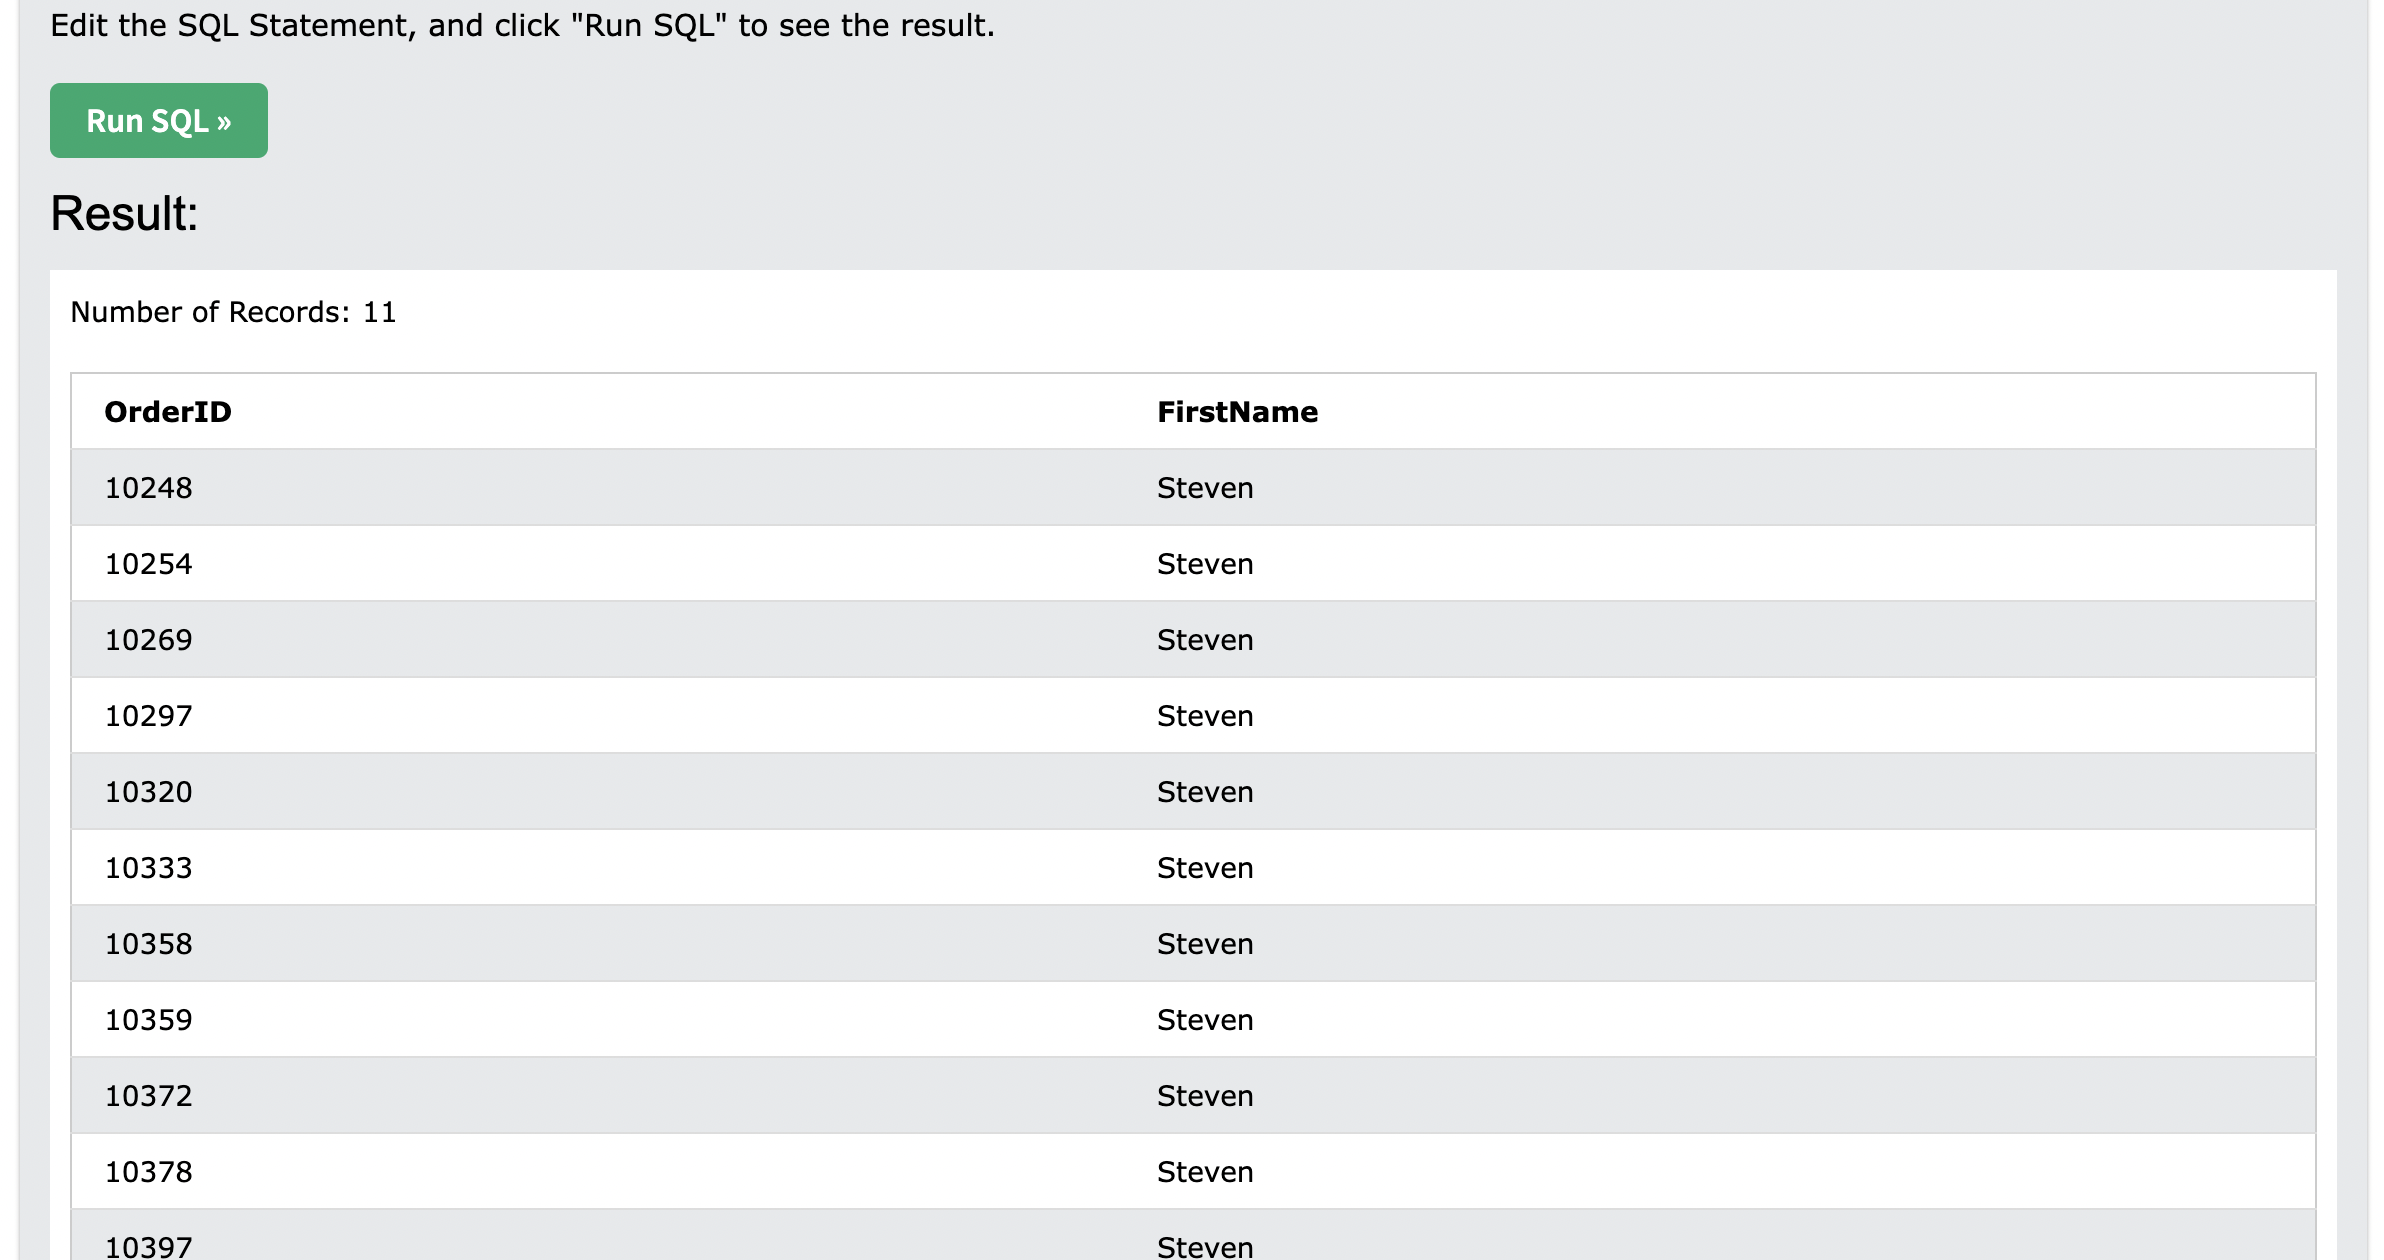 Edit the SQL Statement, and click "Run SQL" to see the result.
Run SQL »
Result:
Number of Records: 11
OrderID FirstName
10248 Steven
10254 Steven
10269 Steven
10297 Steven
10320 Steven
10333 Steven
10358 Steven
10359 Steven
10372 Steven
10378 Steven
10397 Steven